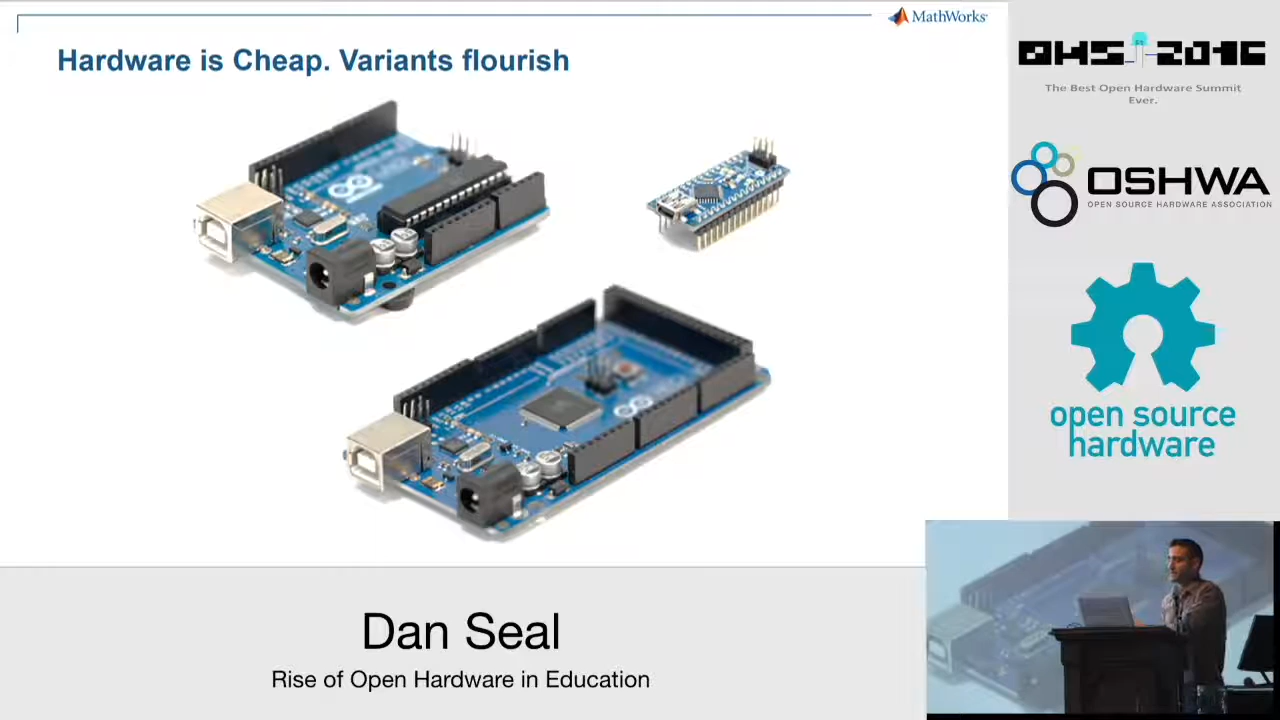 MathWorks
Hardware is Cheap. Variants flourish
OHS 2016
The Best Open Hardware Summit
Ever.
OSHWA
OPEN SOURCE HARDWARE ASSOCIATION
open source
hardware
Dan Seal
Rise of Open Hardware in Education